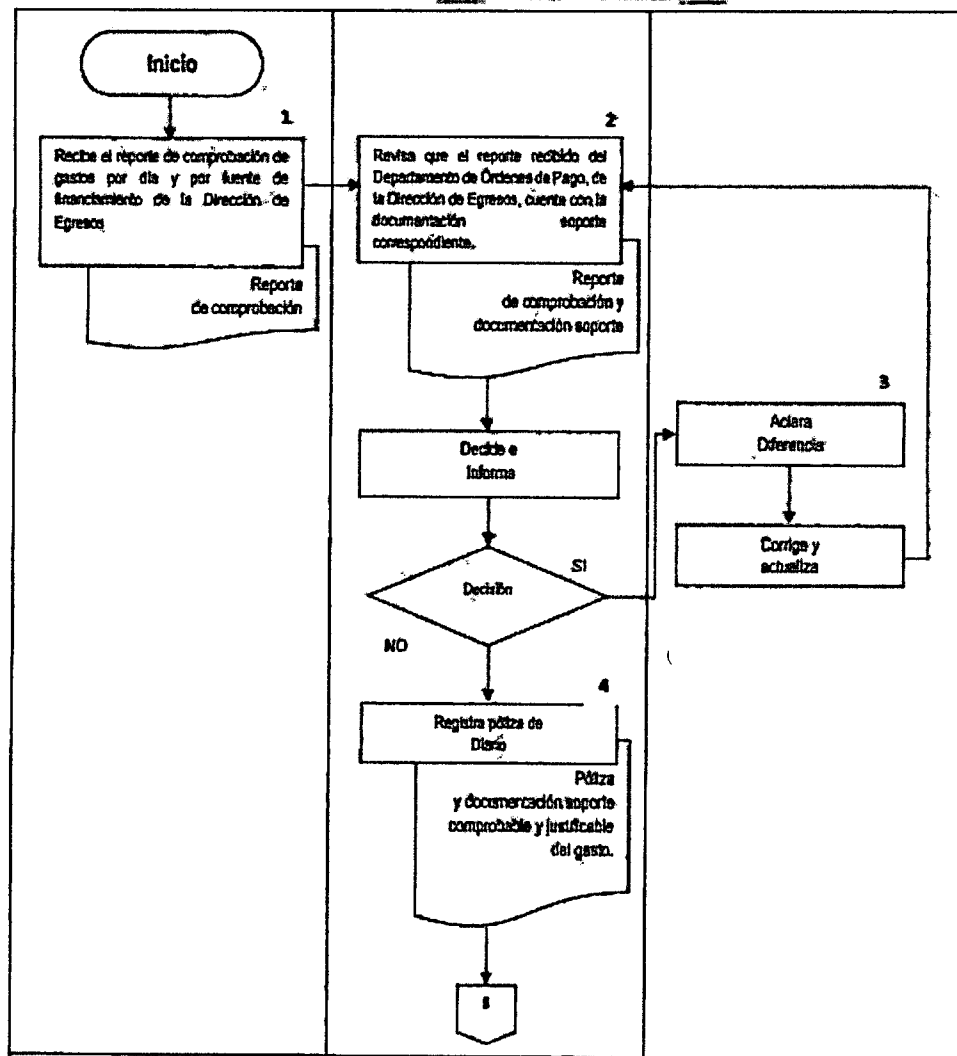 Inicio
1
Recibe el reporte de comprobación de
gastos por día y por fuente de
financiamiento de la Dirección de
Egresos
Reporte
de comprobación
2
Revisa que el reporte recibido del
Departamento de Órdenes de Pago, de
la Dirección de Egresos, cuente con la
documentación soporte
correspondiente.
Reporte
de comprobación y
documentación soporte
Decide e
Informa
Decisión
SI
NO
3
Aclara
Diferencia
Corrige y
actualiza
4
Registra póliza de
Diario
Póliza
y documentación soporte
comprobable y justificable
del gasto.